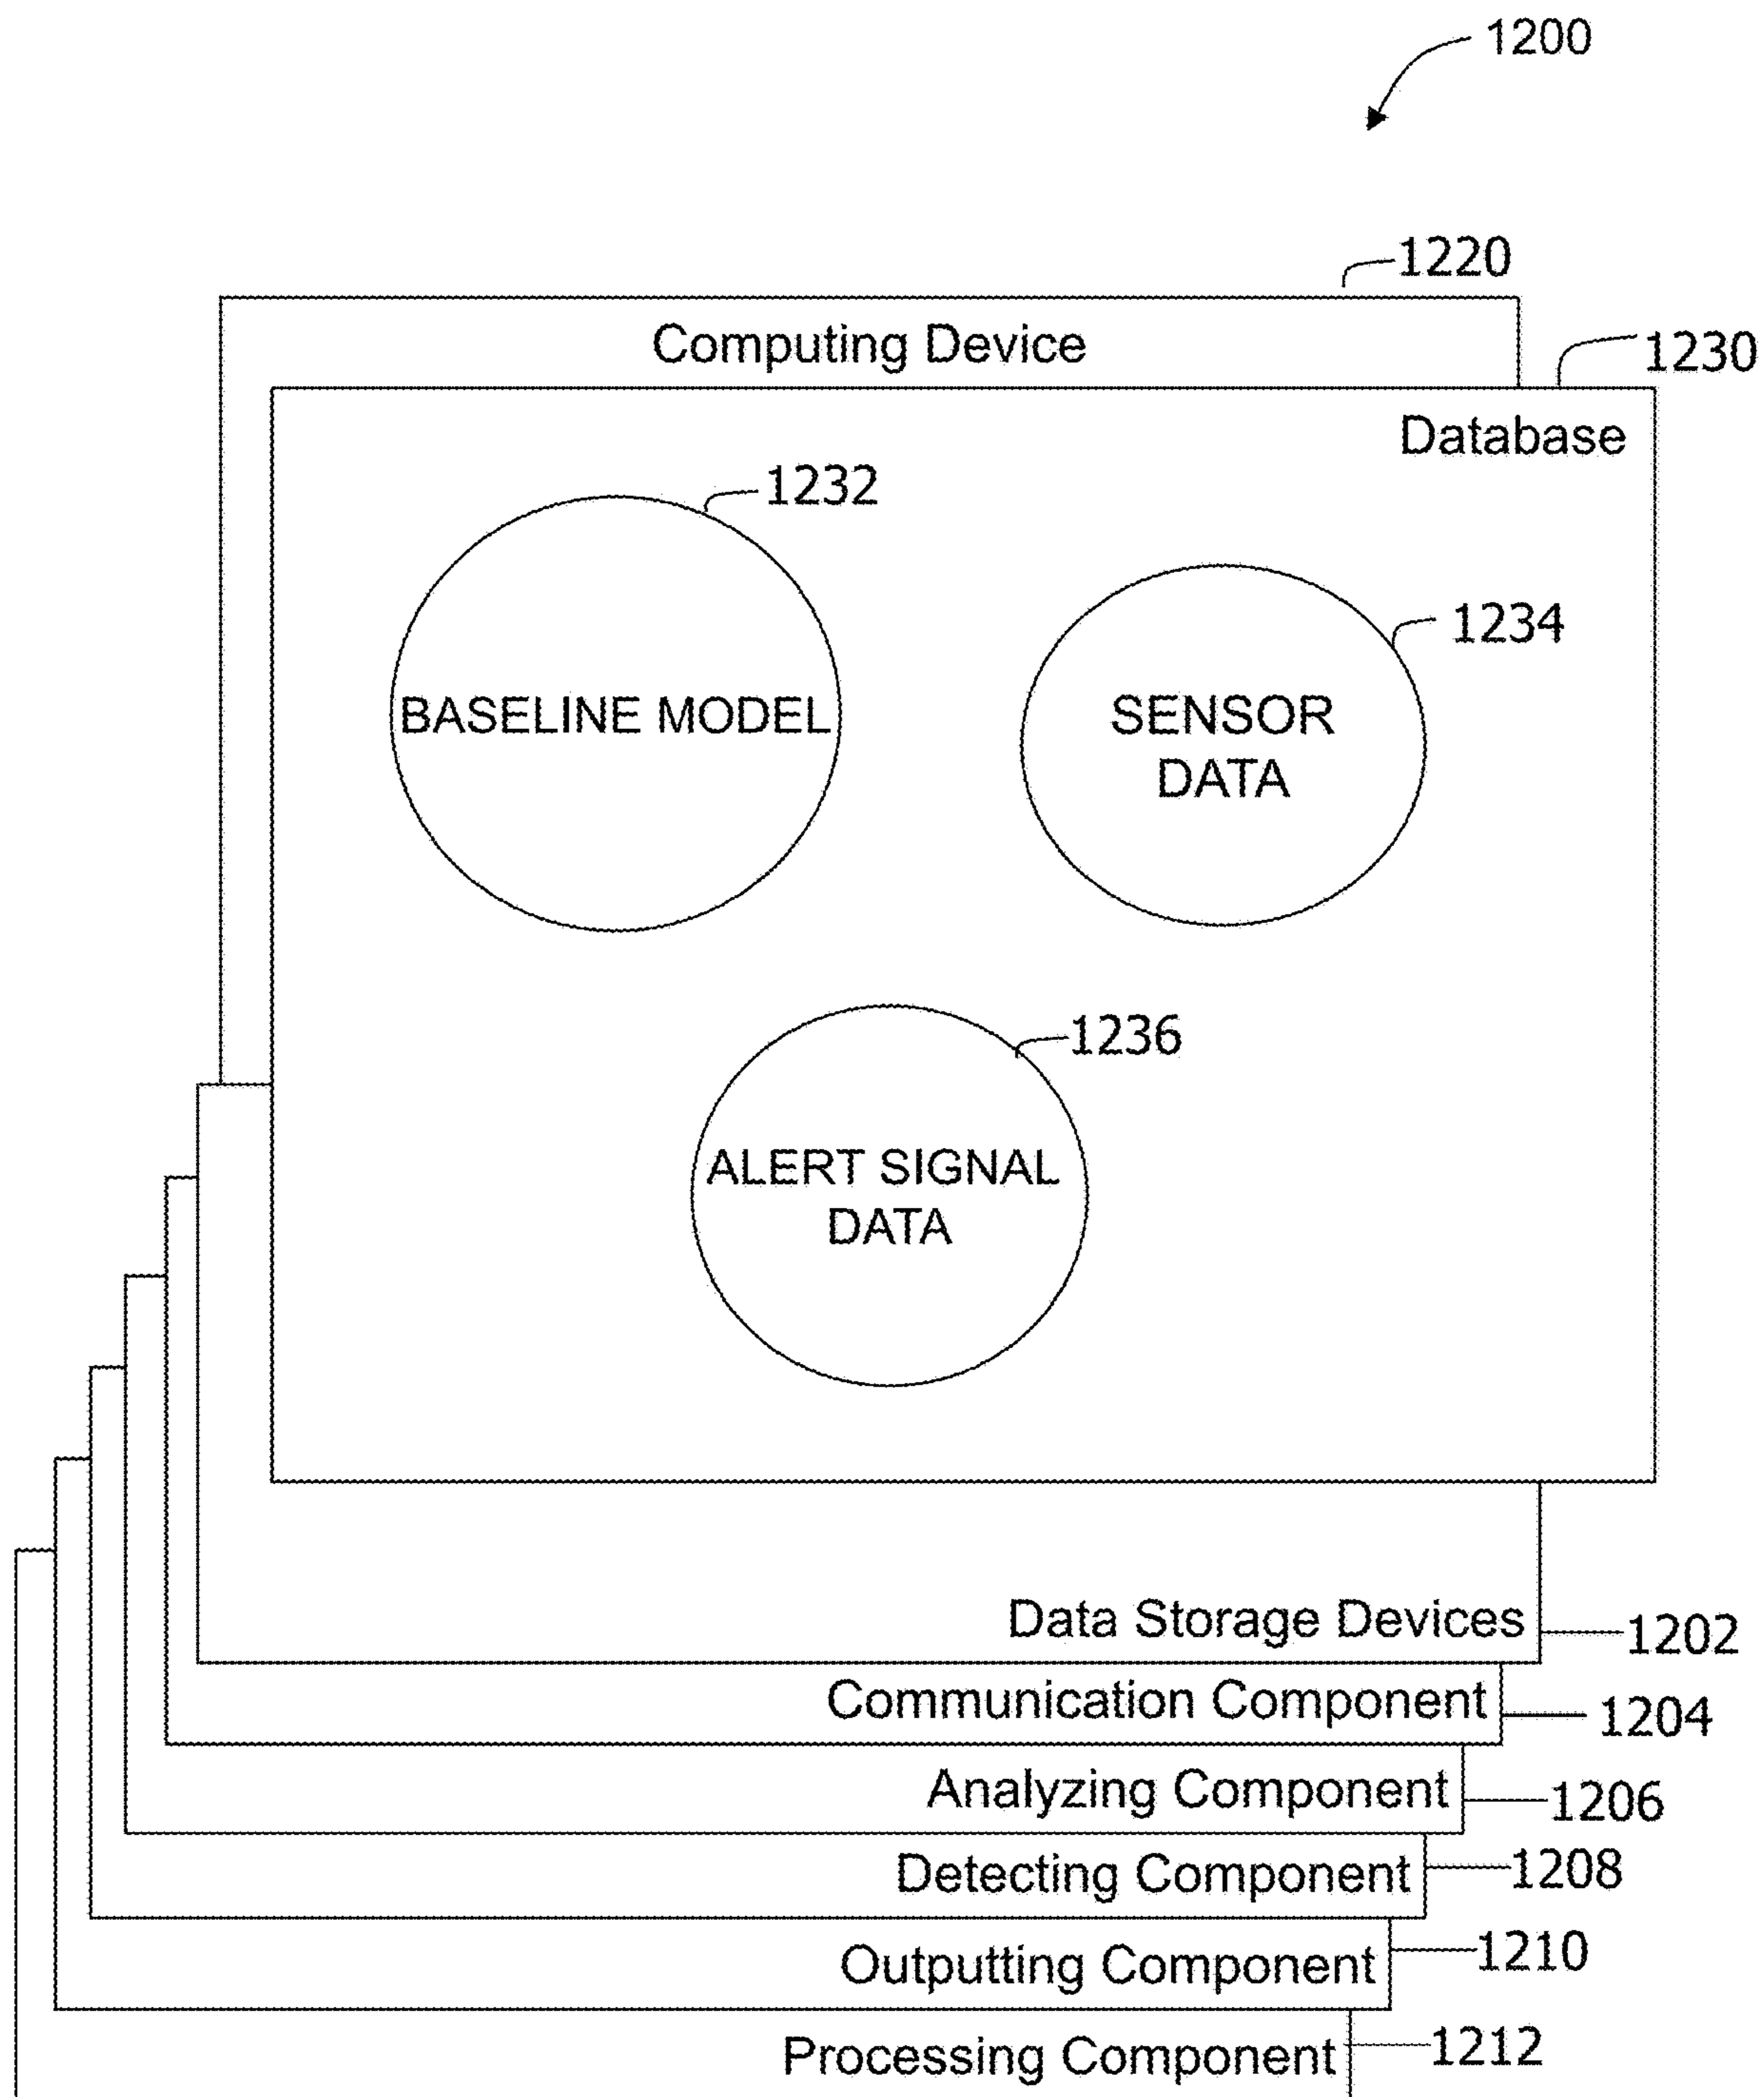 1200
1220
Computing Device
1230
Database
1232
1234
BASELINE MODEL
SENSOR
DATA
1236
ALERT SIGNAL
DATA
Data Storage Devices
1202
Communication Component
1204
Analyzing Component
1206
Detecting Component
1208
Outputting Component
1210
Processing Component
1212